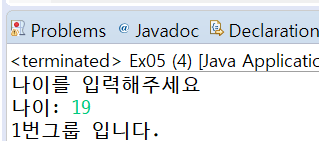 Problems @ Javadoc Declaration
<terminated> Ex05 (4) [Java Applicatio
나이를 입력해주세요
나이: 19
1번그룹 입니다.